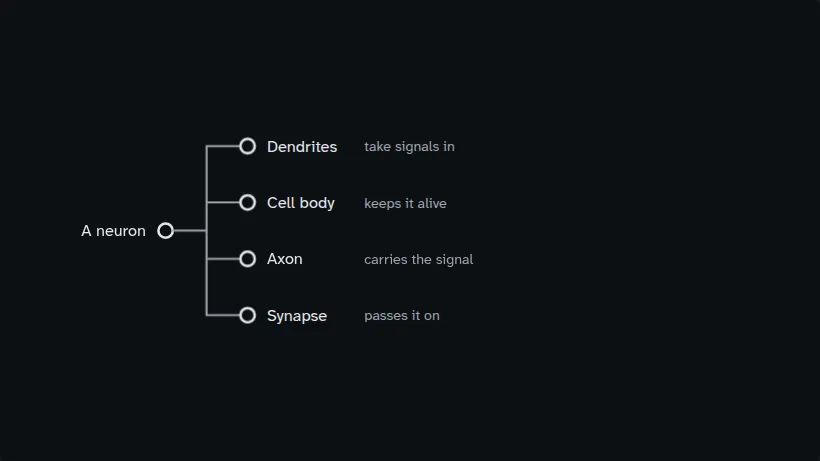 Dendrites take signals in
Cell body keeps it alive
A neuron
Axon carries the signal
Synapse passes it on